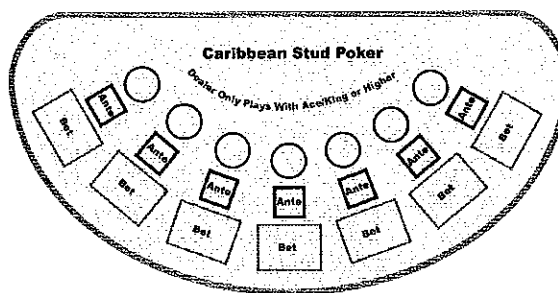 Caribbean Stud Poker
Dealer Only Plays With Ace/King or Higher
Ante
Bet
Ante
Bet
Ante
Bet
Ante
Bet
Ante
Bet
Ante
Bet
Ante
Bet